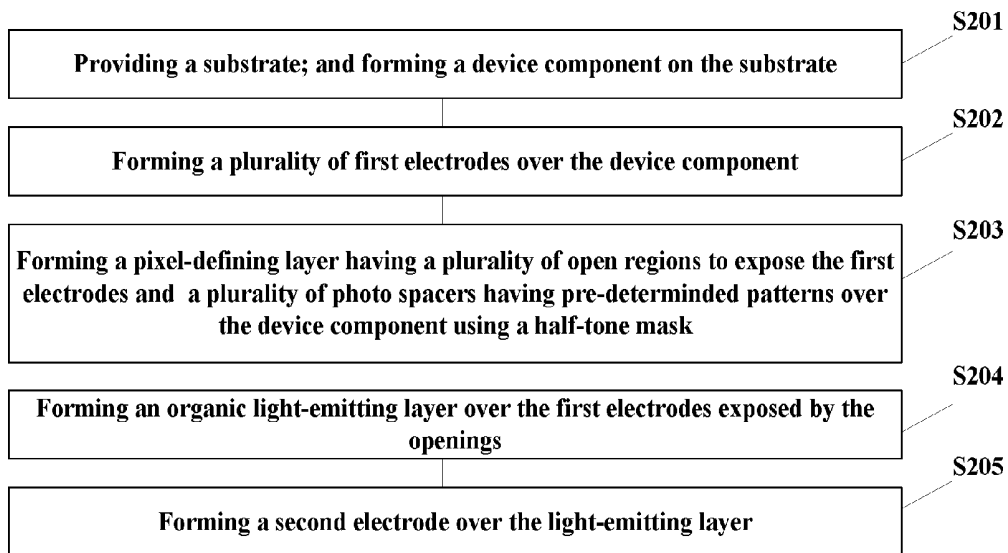 S201
Providing a substrate; and forming a device component on the substrate
S202
Forming a plurality of first electrodes over the device component
S203
Forming a pixel-defining layer having a plurality of open regions to expose the first
electrodes and a plurality of photo spacers having pre-determinded patterns over
the device component using a half-tone mask
S204
Forming an organic light-emitting layer over the first electrodes exposed by the
openings
S205
Forming a second electrode over the light-emitting layer